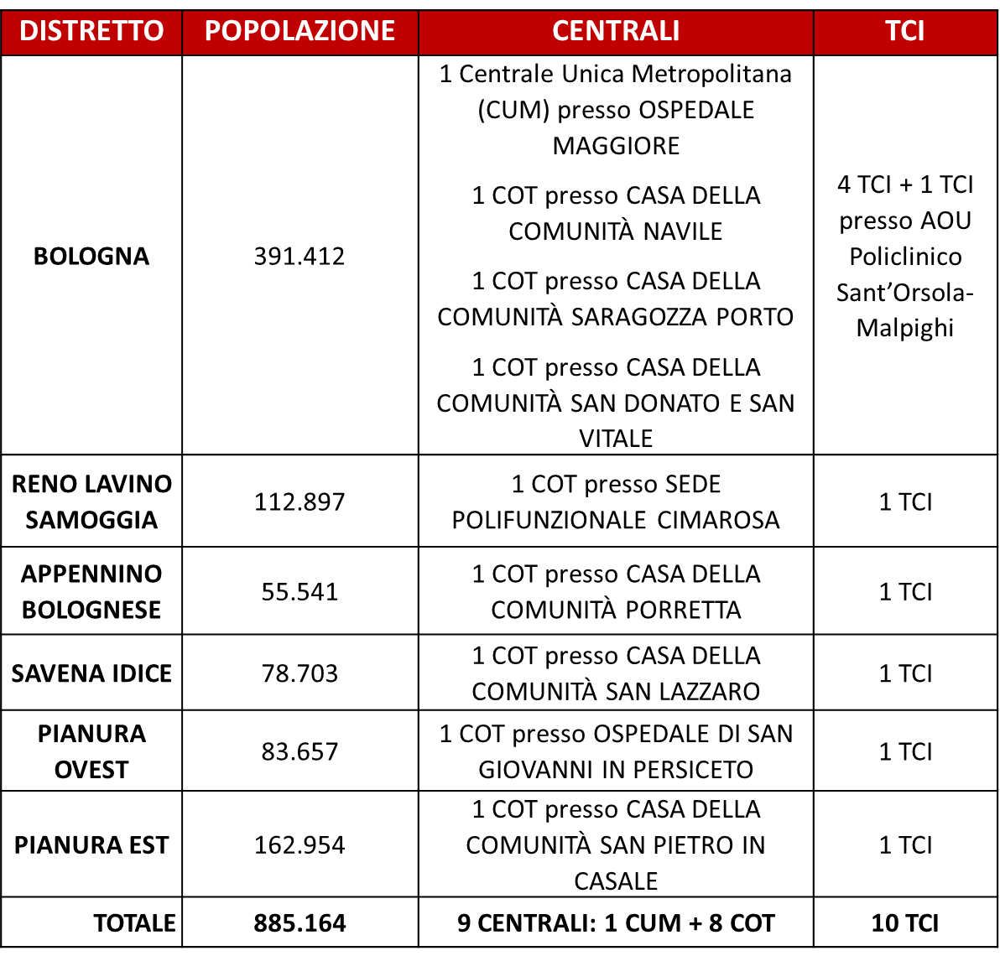 DISTRETTO POPOLAZIONE CENTRALI TCI
BOLOGNA
391.412
1 Centrale Unica Metropolitana
(CUM) presso OSPEDALE
MAGGIORE
1 COT presso CASA DELLA
COMUNITÀ NAVILE
1 COT presso CASA DELLA
COMUNITÀ SARAGOZZA PORTO
1 COT presso CASA DELLA
COMUNITÀ SAN DONATO E SAN
VITALE
4 TCI + 1 TCI
presso AOU
Policlinico
Sant’Orsola-
Malpighi
RENO LAVINO
SAMOGGIA
112.897
1 COT presso SEDE
POLIFUNZIONALE CIMAROSA
1 TCI
APPENNINO
BOLOGNESE
55.541
1 COT presso CASA DELLA
COMUNITÀ PORRETTA
1 TCI
SAVENA IDICE
78.703
1 COT presso CASA DELLA
COMUNITÀ SAN LAZZARO
1 TCI
PIANURA
OVEST
83.657
1 COT presso OSPEDALE DI SAN
GIOVANNI IN PERSICETO
1 TCI
PIANURA EST
162.954
1 COT presso CASA DELLA
COMUNITÀ SAN PIETRO IN
CASALE
1 TCI
TOTALE 885.164 9 CENTRALI: 1 CUM + 8 COT 10 TCI